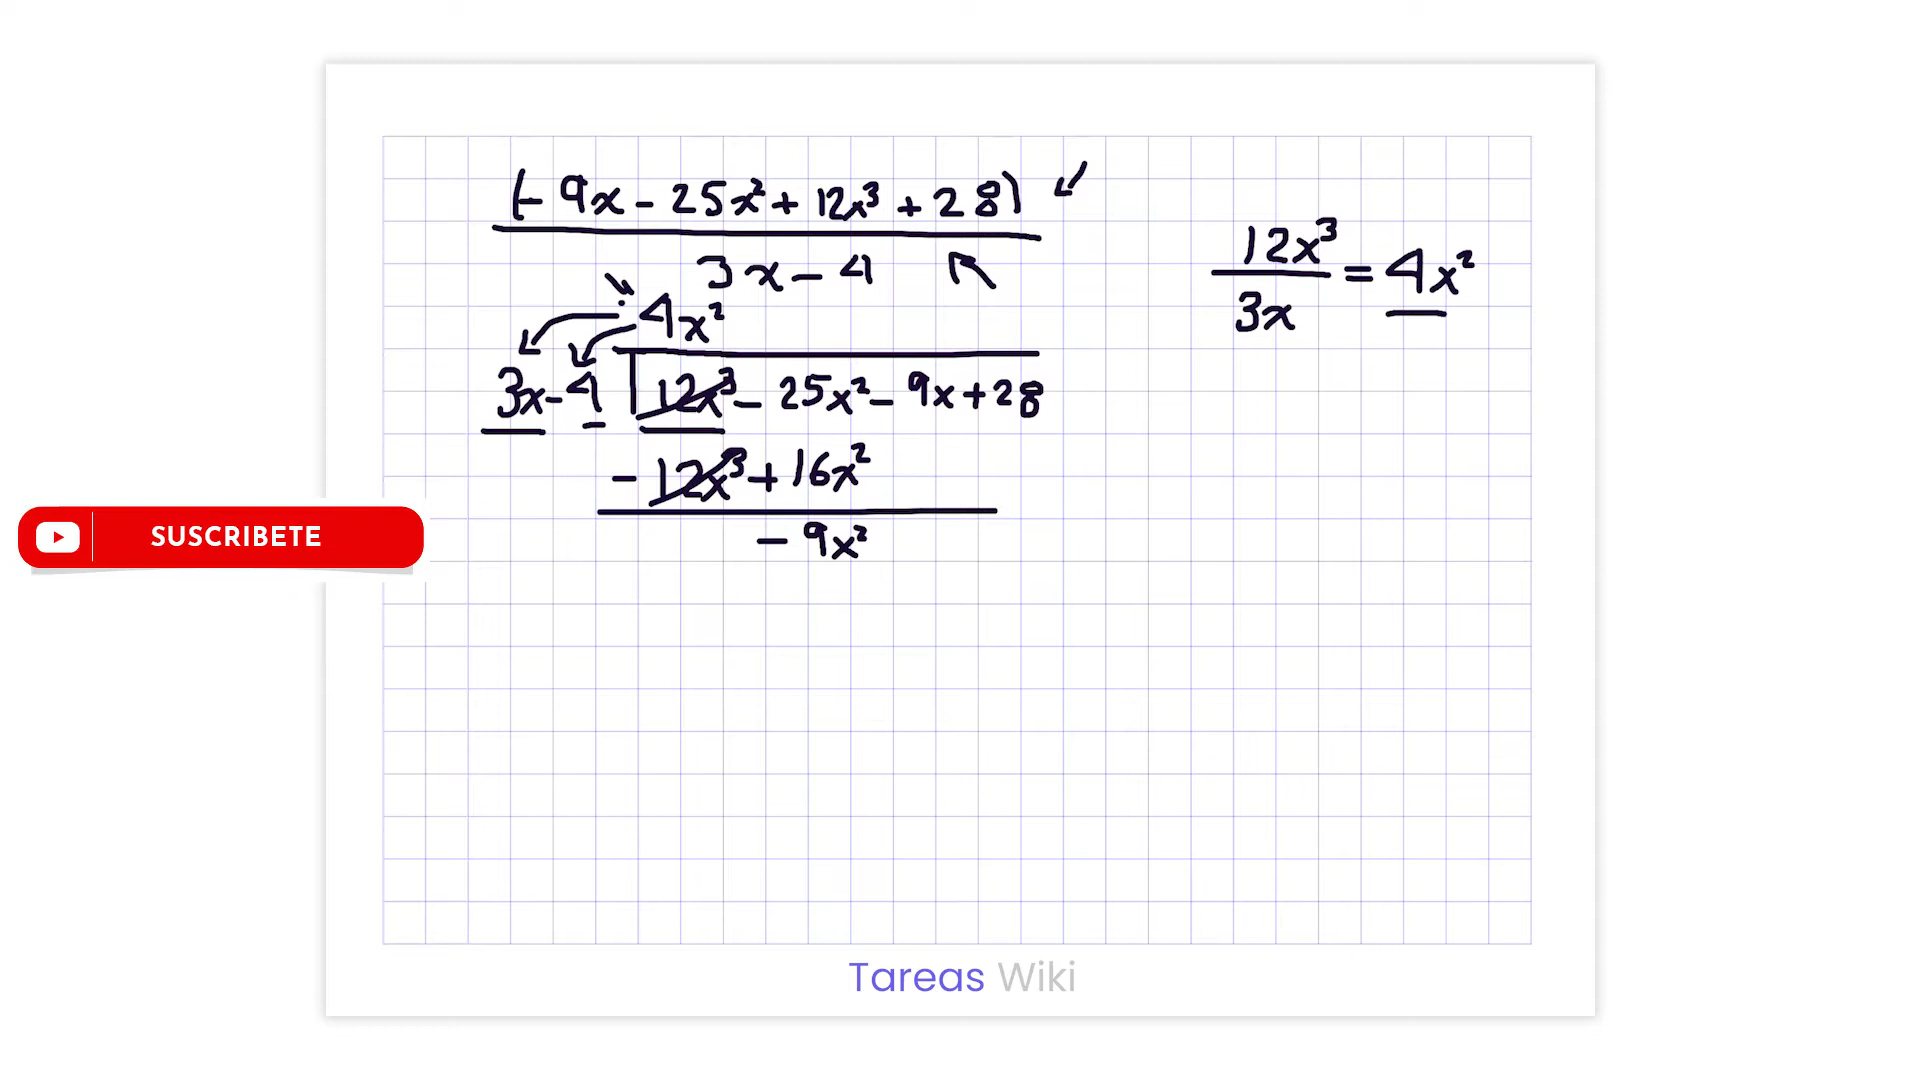 (- 9x - 25x² + 12x³ + 28)
3x - 4
12x³
3x
= 4x²
4x²
3x - 4
12x³ - 25x² - 9x + 28
- 12x³ + 16x²
- 9x²
SUSCRIBETE
Tareas Wiki